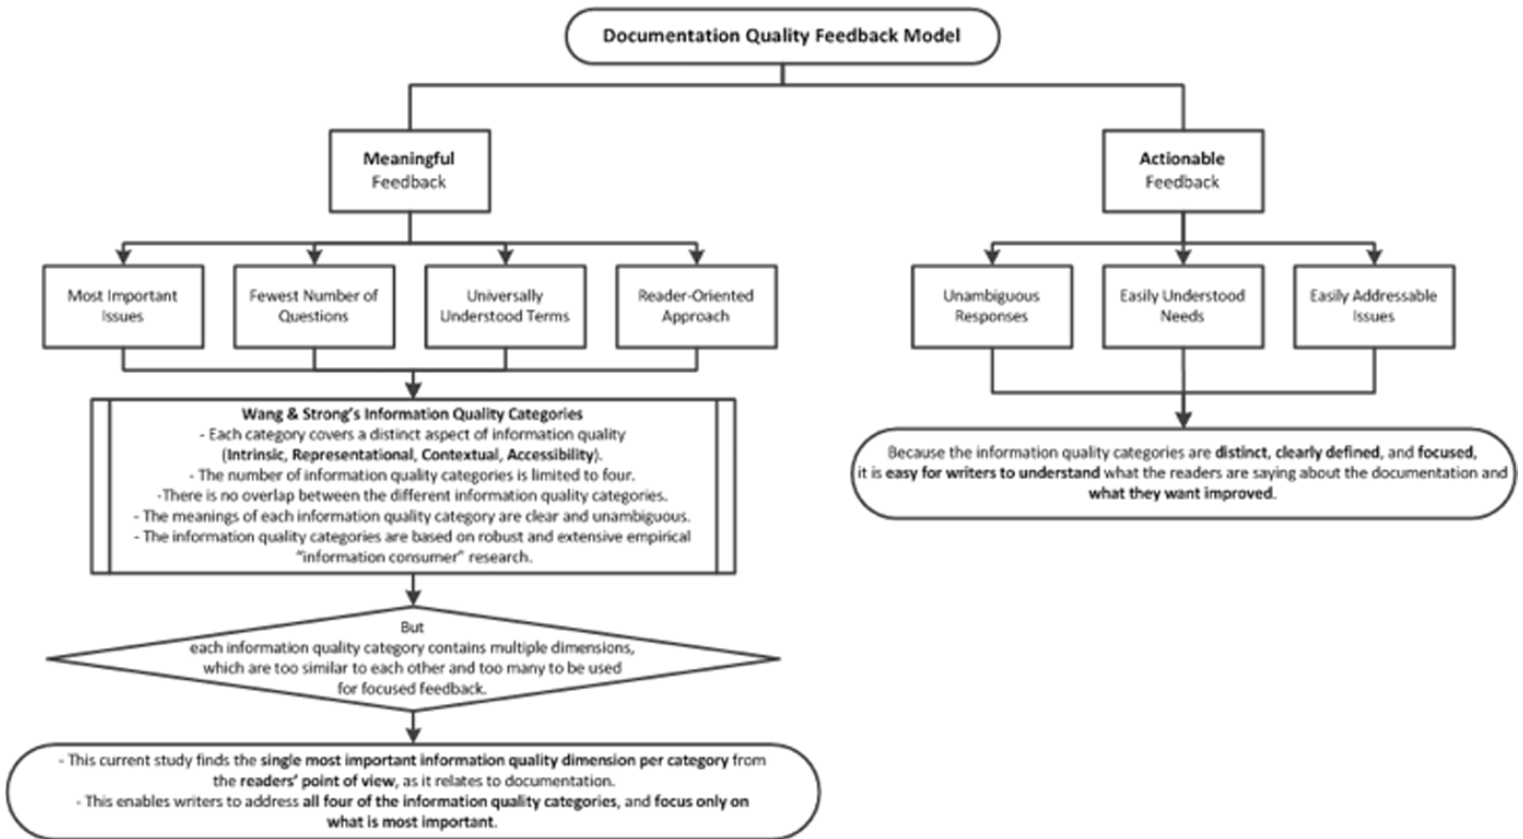 Documentation Quality Feedback Model
Meaningful
Feedback
Actionable
Feedback
Most Important
Issues
Fewest Number of
Questions
Universally
Understood Terms
Reader-Oriented
Approach
Unambiguous
Responses
Easily Understood
Needs
Easily Addressable
Issues
Wang & Strong's Information Quality Categories
- Each category covers a distinct aspect of information quality
(Intrinsic, Representational, Contextual, Accessibility).
- The number of information quality categories is limited to four.
-There is no overlap between the different information quality categories.
- The meanings of each information quality category are clear and unambiguous.
- The information quality categories are based on robust and extensive empirical
"information consumer" research.
Because the information quality categories are distinct, clearly defined, and focused,
it is easy for writers to understand what the readers are saying about the documentation and
what they want improved.
But
each information quality category contains multiple dimensions,
which are too similar to each other and too many to be used
for focused feedback.
- This current study finds the single most important information quality dimension per category from
the readers' point of view, as it relates to documentation.
- This enables writers to address all four of the information quality categories, and focus only on
what is most important.